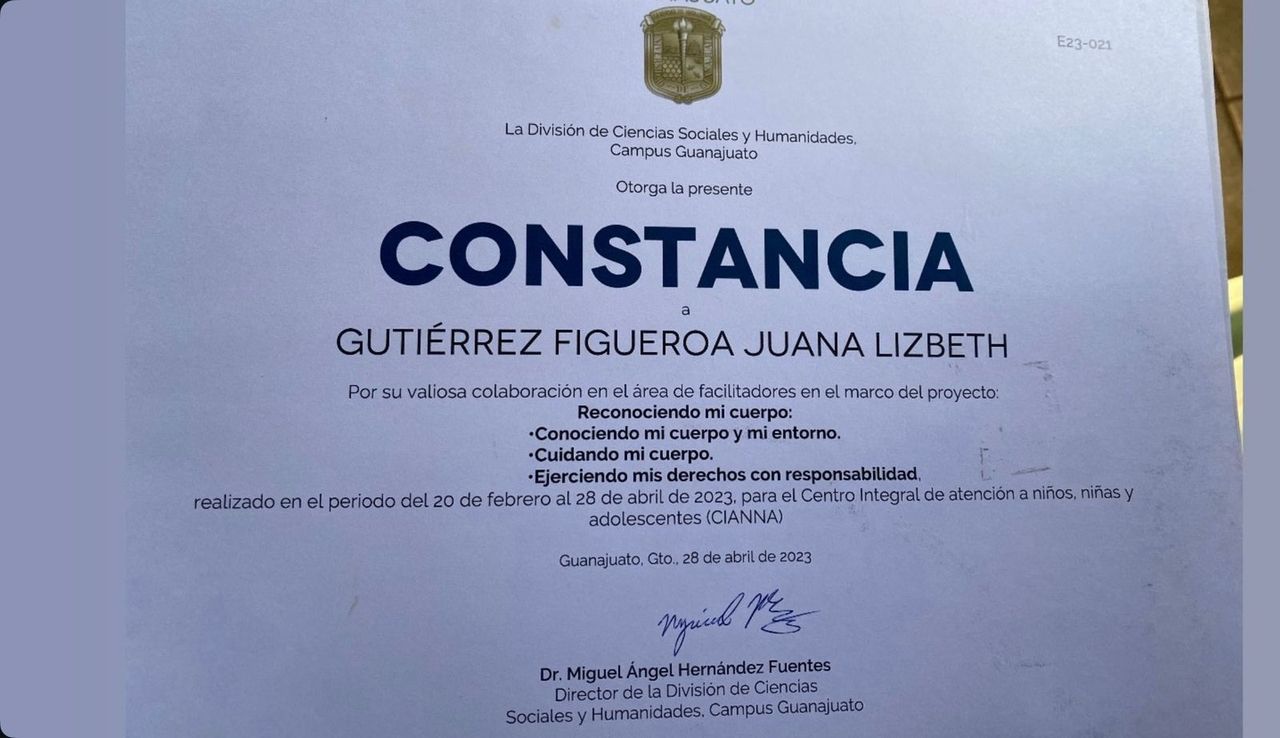 E23-021
La División de Ciencias Sociales y Humanidades,
Campus Guanajuato
Otorga la presente
CONSTANCIA
a
GUTIÉRREZ FIGUEROA JUANA LIZBETH
Por su valiosa colaboración en el área de facilitadores en el marco del proyecto:
Reconociendo mi cuerpo:
•Conociendo mi cuerpo y mi entorno.
•Cuidando mi cuerpo.
•Ejerciendo mis derechos con responsabilidad,
realizado en el periodo del 20 de febrero al 28 de abril de 2023, para el Centro Integral de atención a niños, niñas y
adolescentes (CIANNA)
Guanajuato, Gto., 28 de abril de 2023
Dr. Miguel Ángel Hernández Fuentes
Director de la División de Ciencias
Sociales y Humanidades, Campus Guanajuato